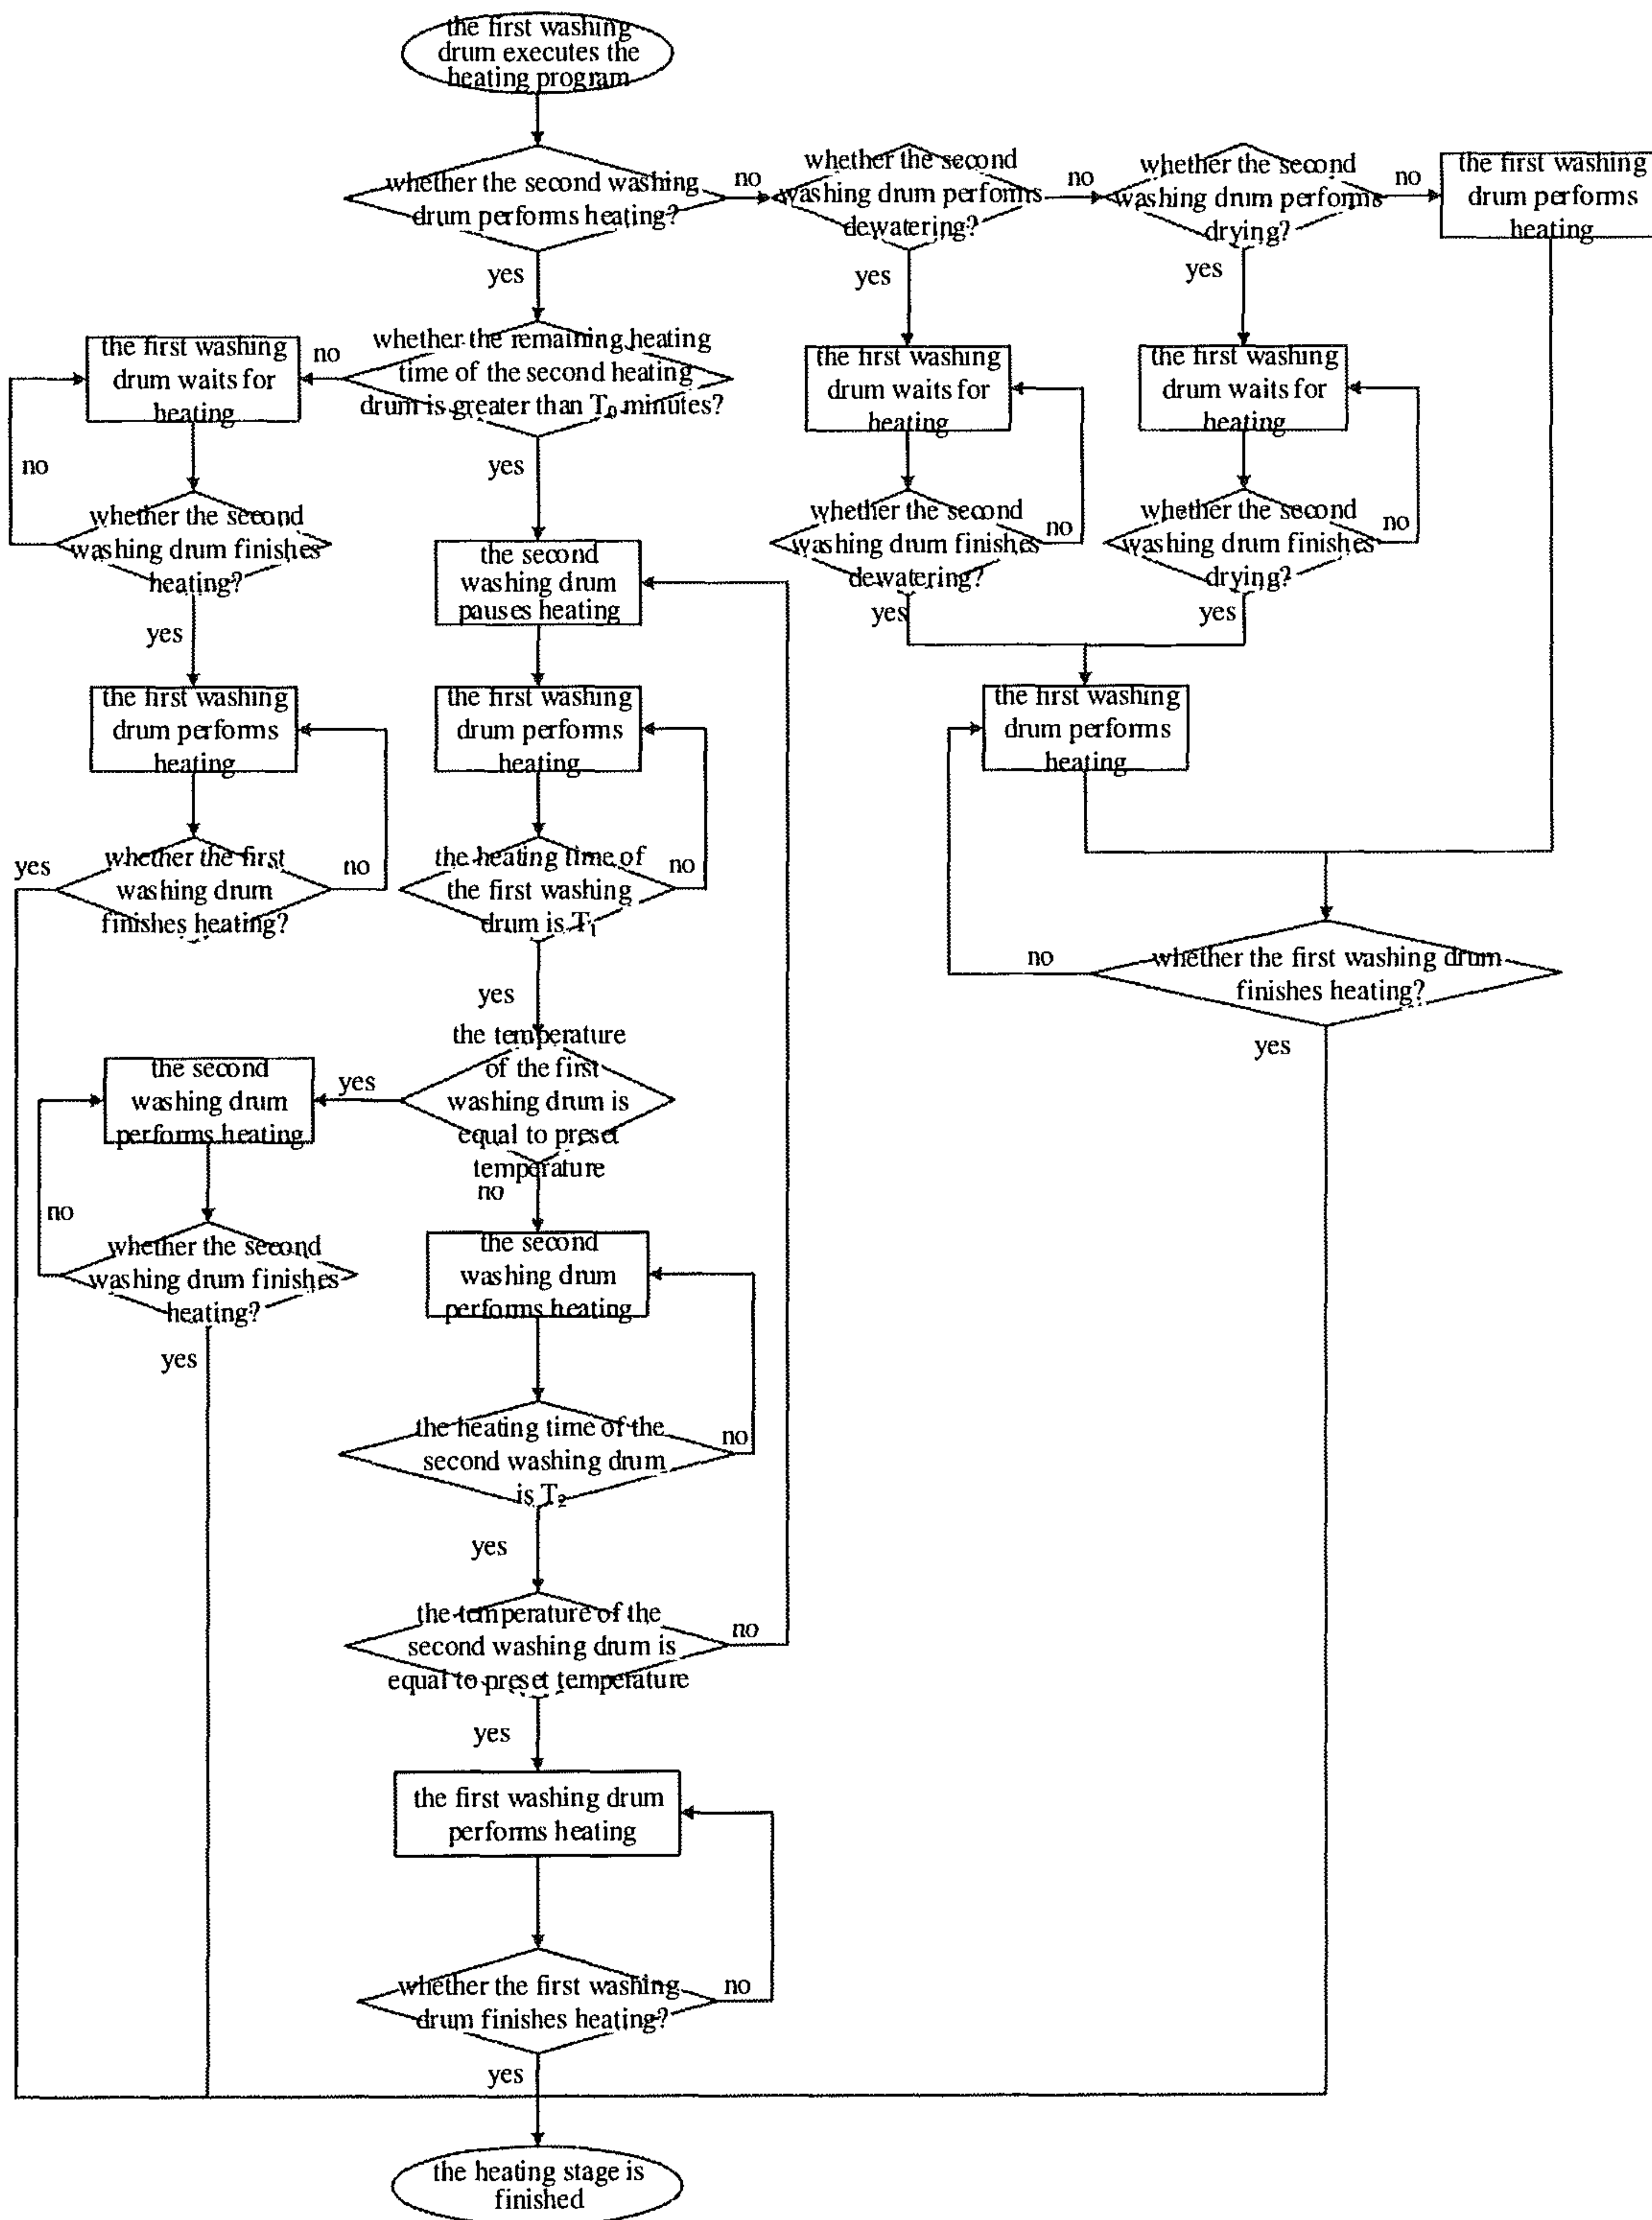 the first washing
drum executes the
heating program
whether the second washing
drum performs heating?
no
whether the second
washing drum performs
dewatering?
no
whether the second
washing drum performs
drying?
no
the first washing
drum performs
heating
yes
yes
yes
the first washing
drum waits for
heating
no
whether the remaining heating
time of the second heating
drum is greater than T0 minutes?
the first washing
drum waits for
heating
the first washing
drum waits for
heating
no
yes
whether the second
washing drum finishes
heating?
the second
washing drum
pauses heating
whether the second
washing drum finishes
dewatering?
no
whether the second
washing drum finishes
drying?
no
yes
yes
yes
the first washing
drum performs
heating
the first washing
drum performs
heating
the first washing
drum performs
heating
yes
whether the first
washing drum
finishes heating?
no
the heating time of
the first washing
drum is T1
no
no
whether the first washing drum
finishes heating?
yes
yes
the second
washing drum
performs heating
yes
the temperature
of the first
washing drum is
equal to preset
temperature
no
no
whether the second
washing drum finishes
heating?
the second
washing drum
performs heating
yes
the heating time of the
second washing drum
is T2
no
yes
the temperature of the
second washing drum is
equal to preset temperature
no
yes
the first washing drum
performs heating
whether the first washing
drum finishes heating?
no
yes
the heating stage is
finished